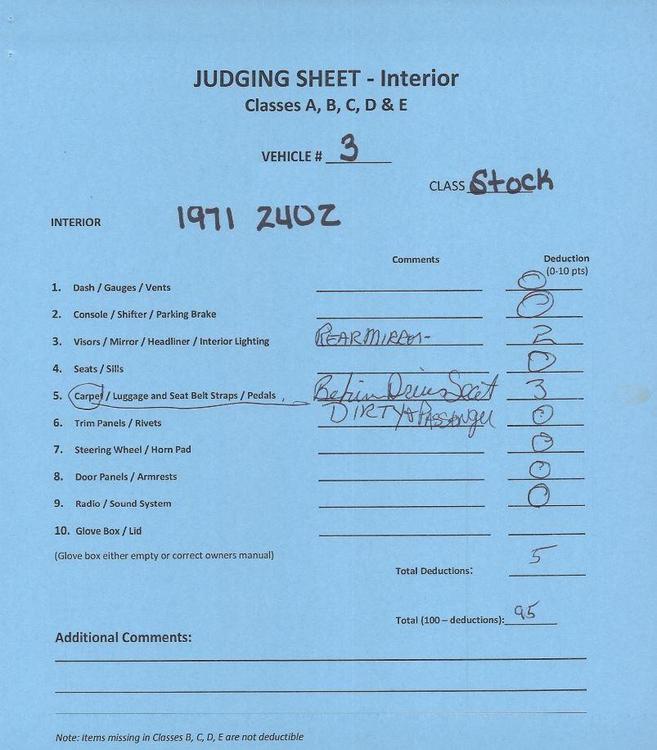 JUDGING SHEET - Interior
Classes A, B, C, D & E
VEHICLE # 3
CLASS Stock
INTERIOR 1971 240Z
Comments Deduction
(0-10 pts)
1. Dash / Gauges / Vents 0
2. Console / Shifter / Parking Brake 0
3. Visors / Mirror / Headliner / Interior Lighting REAR 2
4. Seats / Sills 0
5. Carpet / Luggage and Seat Belt Straps / Pedals Seat 3
DIRTY & PASSANGER
6. Trim Panels / Rivets 0
7. Steering Wheel / Horn Pad 0
8. Door Panels / Armrests 0
9. Radio / Sound System 0
10. Glove Box / Lid
(Glove box either empty or correct owners manual)
Total Deductions: 5
Total (100 – deductions): 95
Additional Comments:
Note: Items missing in Classes B, C, D, E are not deductible